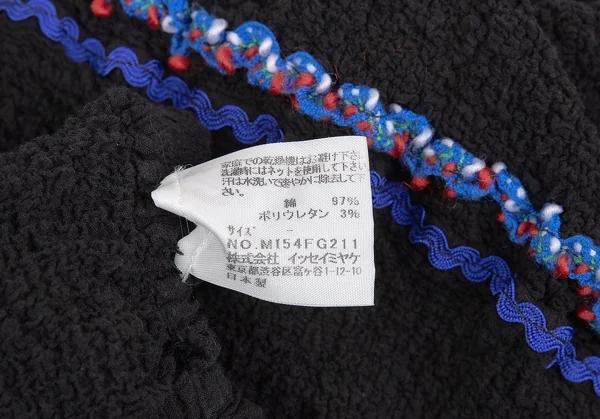 家庭での乾燥機はお避け下さい
洗濯時にはネットを使用して下さい
汗は水洗いで速やかに除去して下
さい。
綿 97%
ポリウレタン 3%
サイズ -
NO.MI54FG211
株式会社 イッセイミヤケ
東京都渋谷区富ヶ谷1-12-10
日本製